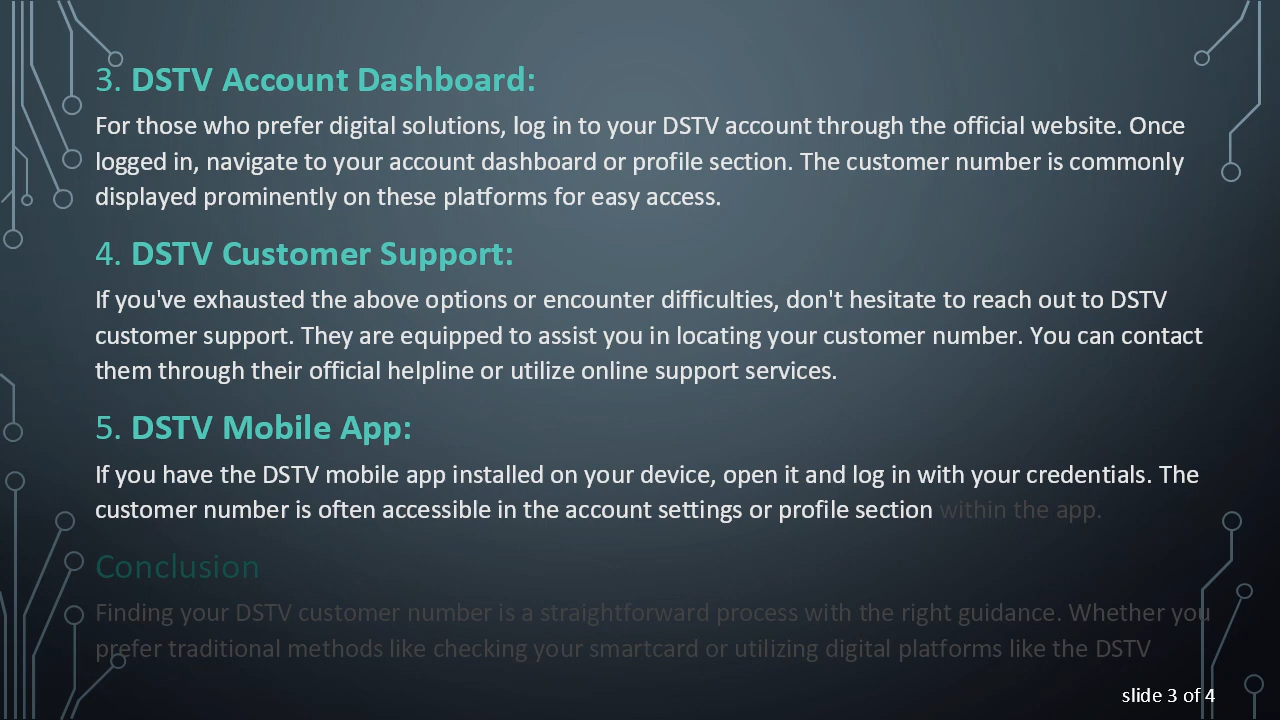 3. DSTV Account Dashboard:
For those who prefer digital solutions, log in to your DSTV account through the official website. Once
logged in, navigate to your account dashboard or profile section. The customer number is commonly
displayed prominently on these platforms for easy access.
4. DSTV Customer Support:
If you've exhausted the above options or encounter difficulties, don't hesitate to reach out to DSTV
customer support. They are equipped to assist you in locating your customer number. You can contact
them through their official helpline or utilize online support services.
5. DSTV Mobile App:
If you have the DSTV mobile app installed on your device, open it and log in with your credentials. The
customer number is often accessible in the account settings or profile section within the app.
Conclusion
Finding your DSTV customer number is a straightforward process with the right guidance. Whether you
prefer traditional methods like checking your smartcard or utilizing digital platforms like the DSTV
slide 3 of 4